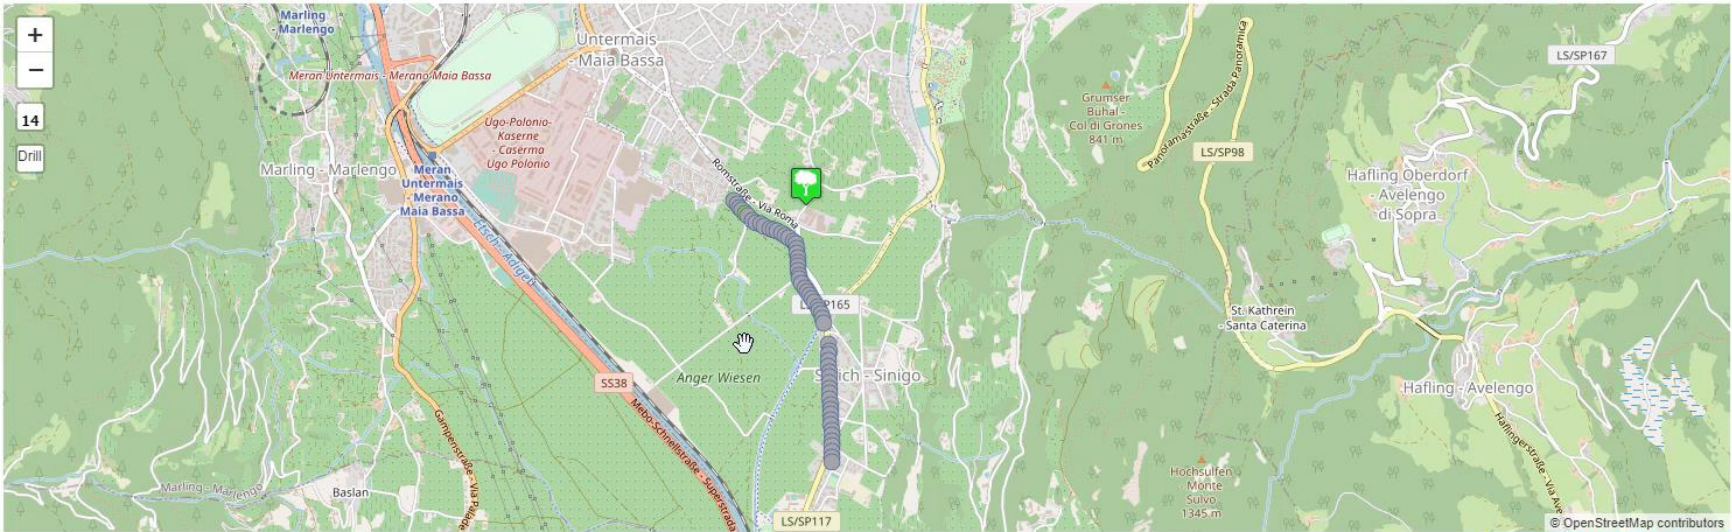 +
−
14
Drill
Marling
- Marlengo
Untermais
- Maia Bassa
Meran Untermais - Merano-Maia Bassa
Ugo-Polonio-
Kaserne
- Caserma
Ugo Polonio
Marling - Marlengo
Meran
Untermais
- Merano
Maia Bassa
Etsch - Adige
Romstraße - Via Roma
LS/SP165
SS38
Anger Wiesen
Sinich - Sinigo
Mebo-Schnellstraße - Superstrada
Gampenstraße - Via Palade
Marling - Marlengo
Baslan
LS/SP117
Grumser
Bühal -
Col di Grones
841 m
Panoramastraße - Strada Panoramica
LS/SP98
LS/SP167
Hafling Oberdorf
- Avelengo
di Sopra
St. Kathrein
- Santa Caterina
Hafling - Avelengo
Haflingerstraße - Via Ave
Hochsulfen
Monte
Sulvo
1345 m
© OpenStreetMap contributors